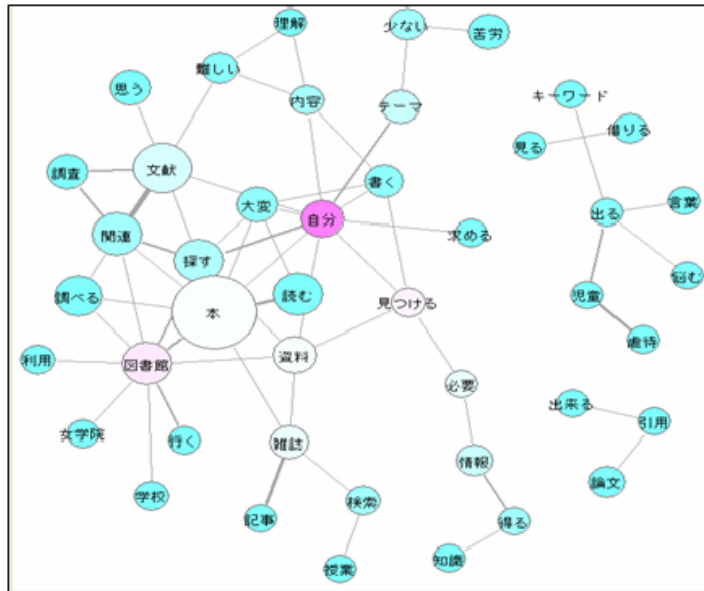 理解
少ない
苦労
難しい
思う
内容
テーマ
キーワード
借りる
見る
調査
文献
書く
大変
自分
言葉
出る
関連
探す
求める
悩む
調べる
本
読む
見つける
児童
虐待
利用
図書館
資料
必要
出来る
引用
女学院
行く
雑誌
情報
論文
学校
記事
検索
得る
知識
授業